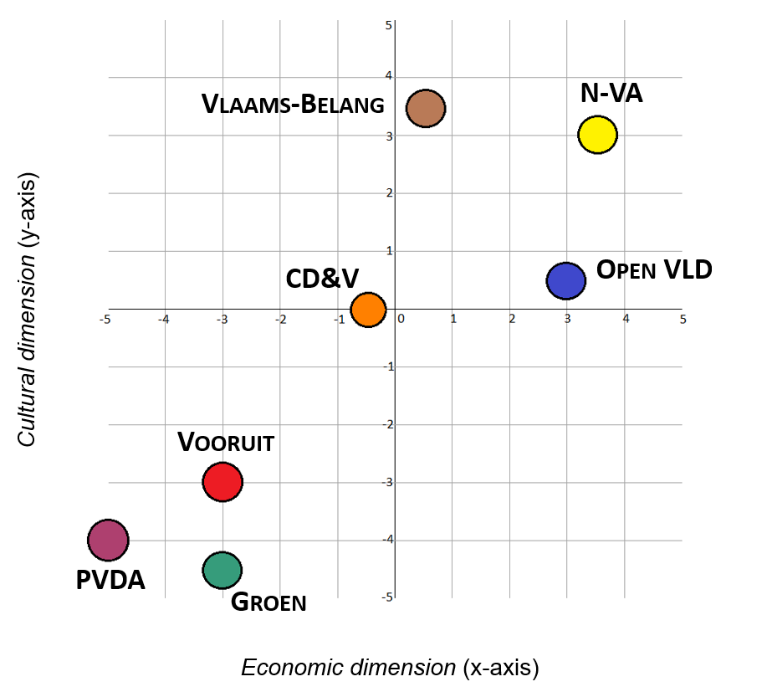 5
4
N-VA
VLAAMS-BELANG
3
2
1
OPEN VLD
CD&V
-5 -4 -3 -2 -1 0 1 2 3 4 5
-1
-2
VOORUIT
-3
-4
PVDA
-5
GROEN
Cultural dimension (y-axis)
Economic dimension (x-axis)